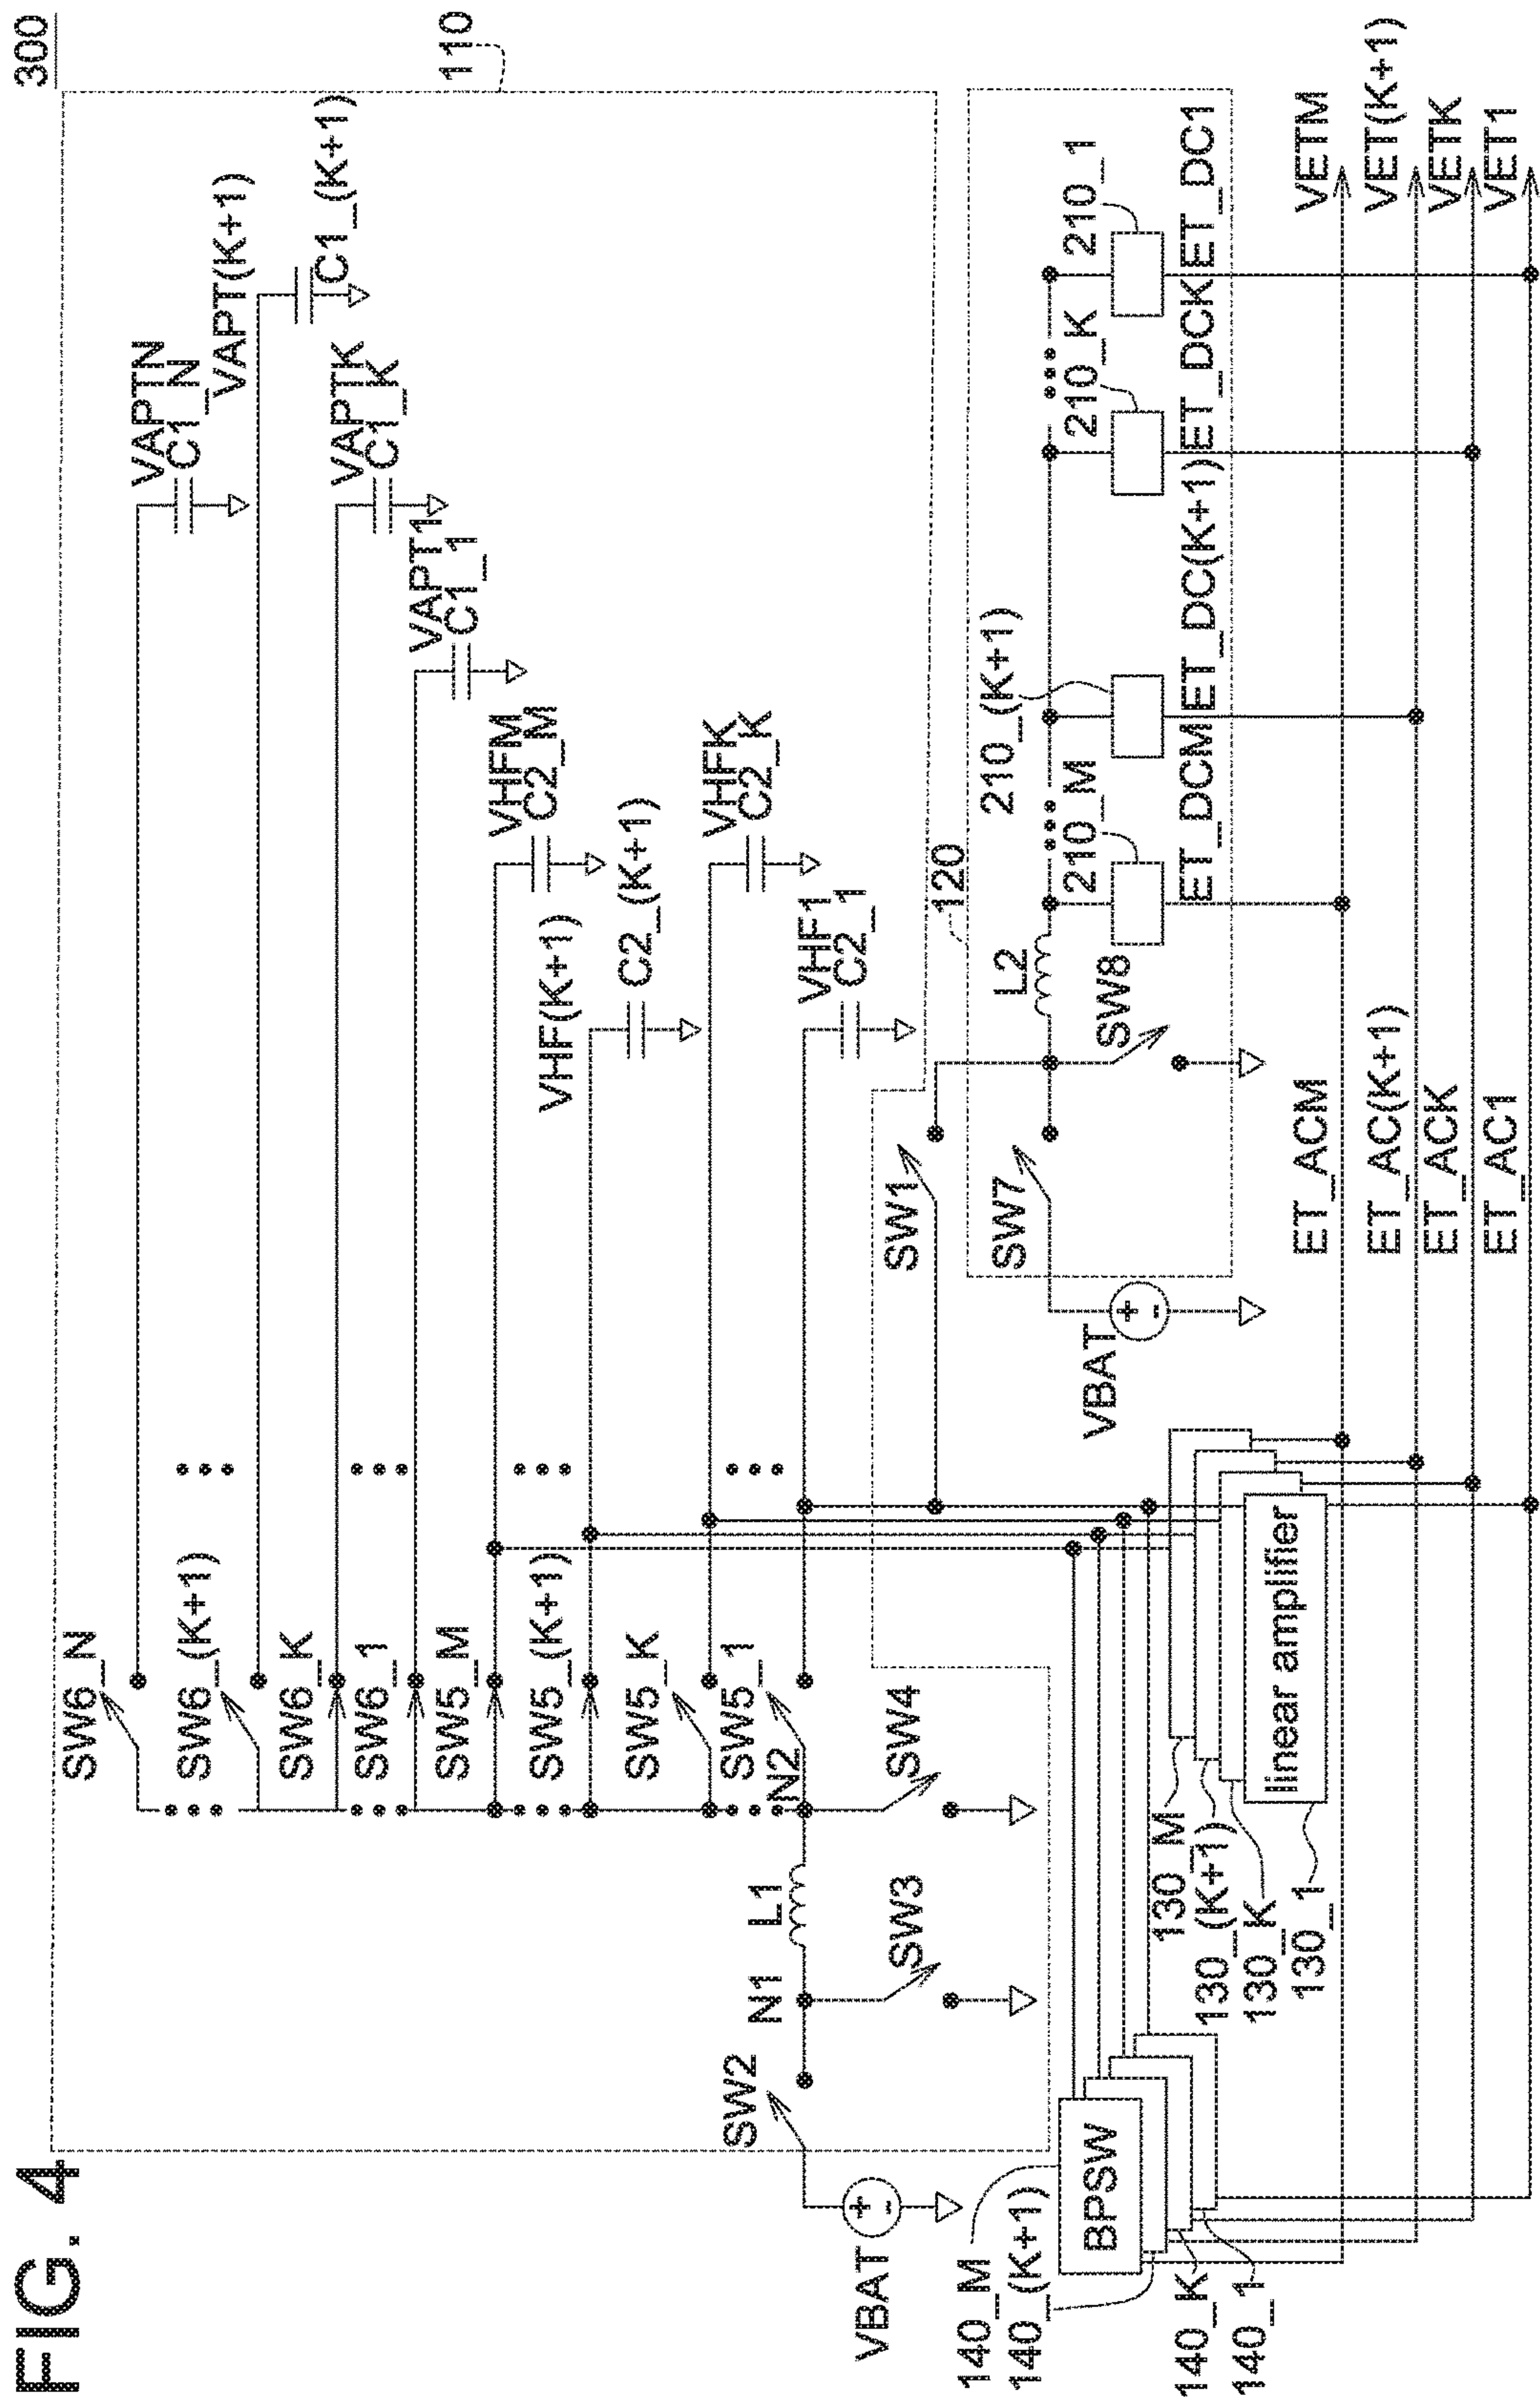 FIG. 4
300
110
SW6_N
VAPTN
C1_N
SW6_(K+1)
VAPT(K+1)
C1_(K+1)
SW6_K
VAPTK
C1_K
SW6_1
VAPT1
C1_1
SW5_M
VHFM
C2_M
SW5_(K+1)
VHF(K+1)
C2_(K+1)
SW5_K
VHFK
C2_K
SW5_1
VHF1
C2_1
SW2
N1
L1
N2
SW3
SW4
VBAT
SW1
120
SW7
L2
SW8
VBAT
210_M
210_(K+1)
210_K
210_1
ET_DCM
ET_DC(K+1)
ET_DCK
ET_DC1
BPSW
140_M
140_(K+1)
140_K
140_1
130_M
130_(K+1)
130_K
130_1
linear amplifier
ET_ACM
VETM
ET_AC(K+1)
VET(K+1)
ET_ACK
VETK
ET_AC1
VET1